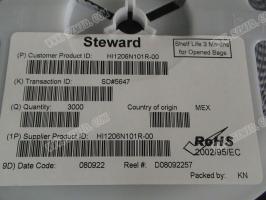 Steward
(P) Customer Product ID: HI1206N101R-00
Shelf Life 3 Months
for Opened Bags
(K) Transaction ID: SD#5647
(Q) Quantity: 3000 Country of origin MEX
(1P) Supplier Product ID: HI1206N101R-00
RoHS
2002/95/EC
9D) Date Code: 080922 Reel #: D08092257
Packed by: KN